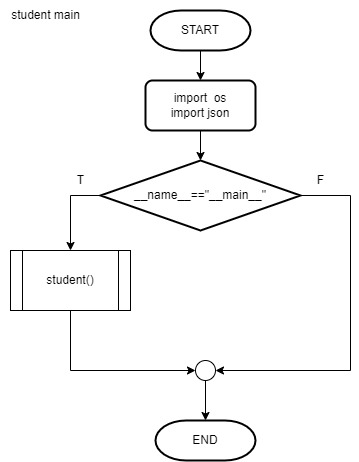 student main
START
import  os
import json
T
F
__name__=="__main__"
student()
END